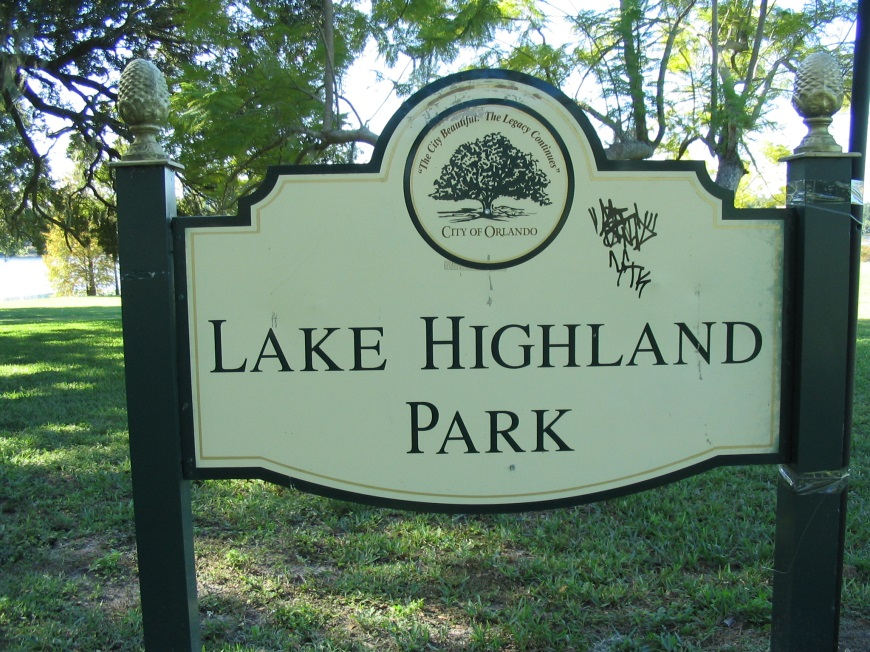 "The City Beautiful: The Legacy Continues"
CITY OF ORLANDO
LAKE HIGHLAND
PARK